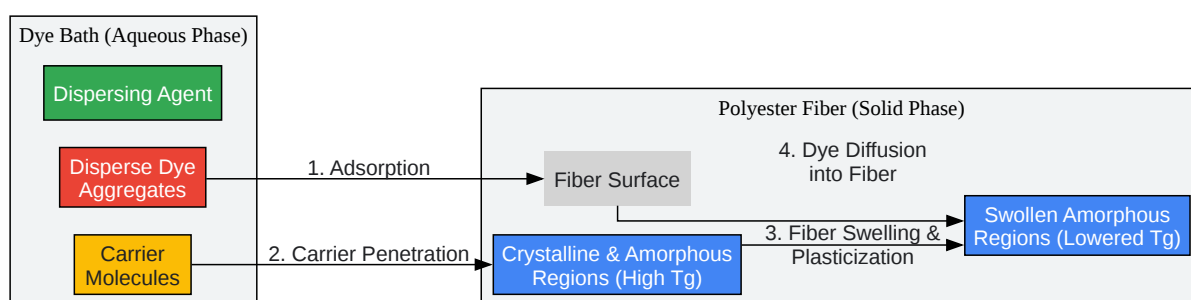 Dye Bath (Aqueous Phase)
Dispersing Agent
Disperse Dye
Aggregates
Carrier
Molecules
1. Adsorption
2. Carrier Penetration
Polyester Fiber (Solid Phase)
Fiber Surface
Crystalline & Amorphous
Regions (High Tg)
4. Dye Diffusion
into Fiber
3. Fiber Swelling &
Plasticization
Swollen Amorphous
Regions (Lowered Tg)